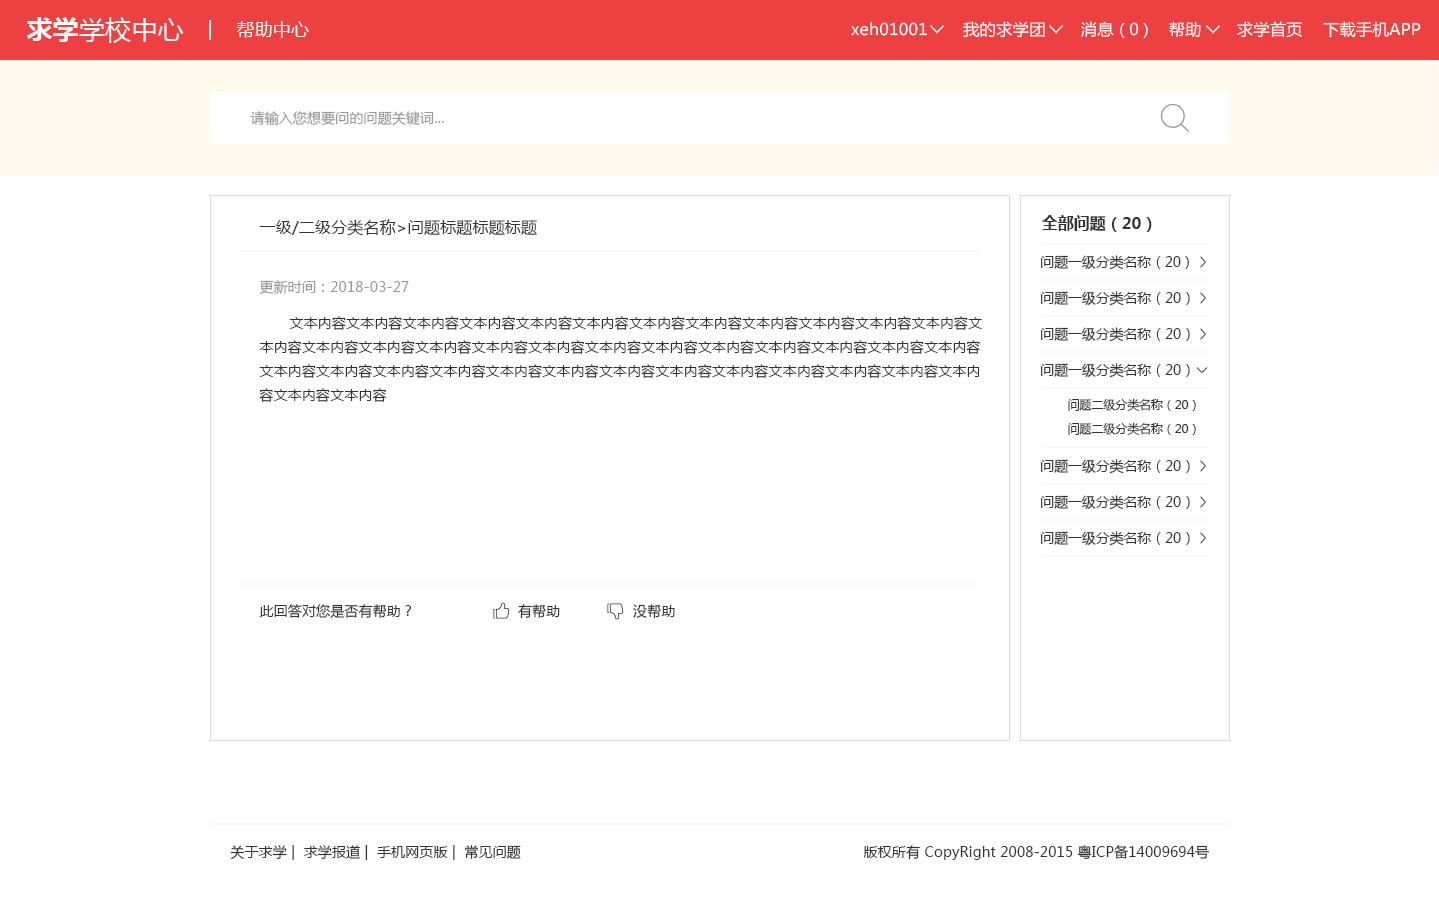 求学学校中心 | 帮助中心 xeh01001 我的求学团 消息（0） 帮助 求学首页 下载手机APP
请输入您想要问的问题关键词...
一级/二级分类名称>问题标题标题标题
更新时间：2018-03-27
文本内容文本内容文本内容文本内容文本内容文本内容文本内容文本内容文本内容文本内容文本内容文本内容文
本内容文本内容文本内容文本内容文本内容文本内容文本内容文本内容文本内容文本内容文本内容文本内容文本内容
文本内容文本内容文本内容文本内容文本内容文本内容文本内容文本内容文本内容文本内容文本内容文本内容文本内
容文本内容文本内容
此回答对您是否有帮助？ 有帮助 没帮助
全部问题（20）
问题一级分类名称（20）
问题一级分类名称（20）
问题一级分类名称（20）
问题一级分类名称（20）
问题二级分类名称（20）
问题二级分类名称（20）
问题一级分类名称（20）
问题一级分类名称（20）
问题一级分类名称（20）
关于求学 | 求学报道 | 手机网页版 | 常见问题 版权所有 CopyRight 2008-2015 粤ICP备14009694号